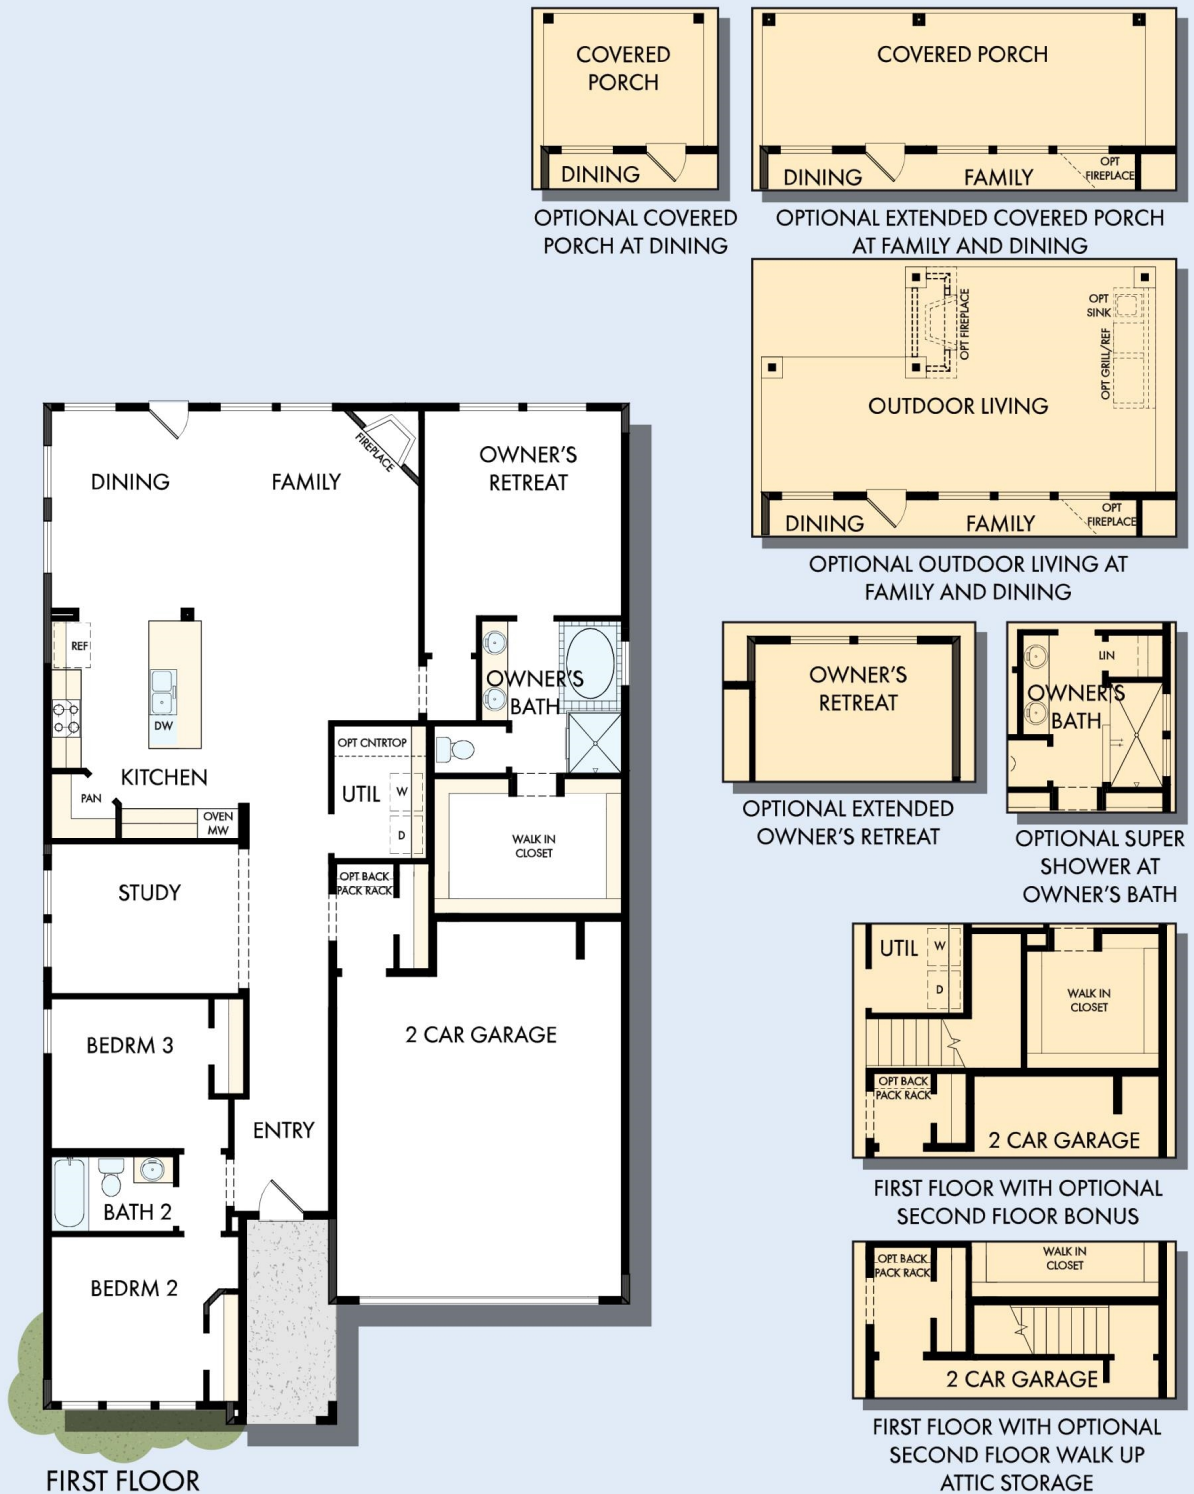 COVERED
PORCH
DINING
OPTIONAL COVERED
PORCH AT DINING
COVERED PORCH
DINING
FAMILY
OPT
FIREPLACE
OPTIONAL EXTENDED COVERED PORCH
AT FAMILY AND DINING
OPT FIREPLACE
OPT
SINK
OPT GRILL/REF
OUTDOOR LIVING
DINING
FAMILY
OPT
FIREPLACE
OPTIONAL OUTDOOR LIVING AT
FAMILY AND DINING
DINING
FAMILY
FIREPLACE
OWNER'S
RETREAT
REF
DW
KITCHEN
PAN
OVEN
MW
OWNER'S
BATH
OPT CNTRTOP
UTIL
W
D
WALK IN
CLOSET
STUDY
OPT BACK
PACK RACK
BEDRM 3
2 CAR GARAGE
ENTRY
BATH 2
BEDRM 2
FIRST FLOOR
OWNER'S
RETREAT
OPTIONAL EXTENDED
OWNER'S RETREAT
LIN
OWNER'S
BATH
OPTIONAL SUPER
SHOWER AT
OWNER'S BATH
UTIL
W
D
WALK IN
CLOSET
OPT BACK
PACK RACK
2 CAR GARAGE
FIRST FLOOR WITH OPTIONAL
SECOND FLOOR BONUS
OPT BACK
PACK RACK
WALK IN
CLOSET
2 CAR GARAGE
FIRST FLOOR WITH OPTIONAL
SECOND FLOOR WALK UP
ATTIC STORAGE